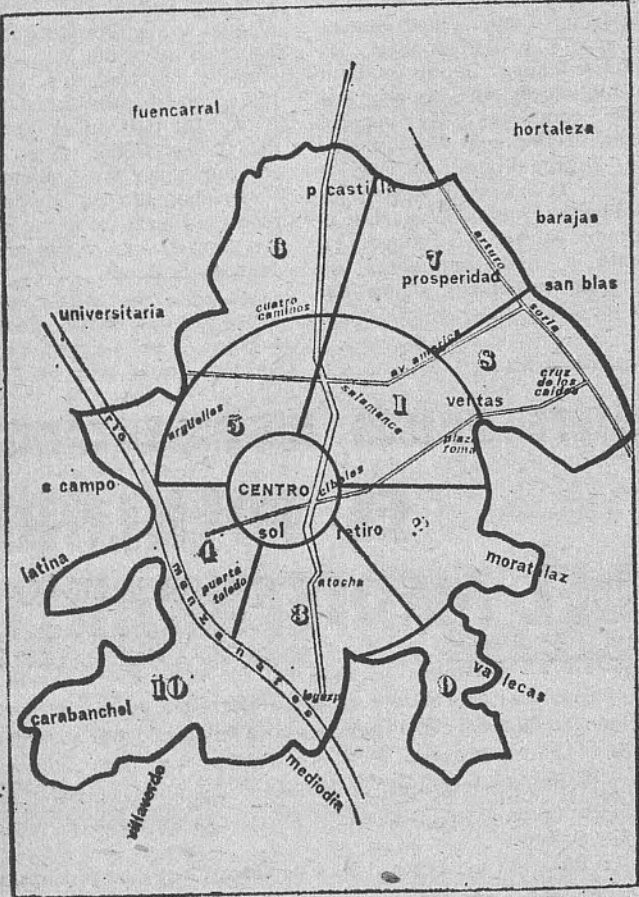 fuencarral
hortaleza
p castilla
barajas
6
7
arturo
prosperidad
san blas
universitaria
cuatro
caminos
soria
av. america
8
cruz
de los
caidos
salamanca
1
ventas
arguelles
5
plaza
roma
rio
c campo
CENTRO
cibeles
sol
retiro
2
4
latina
puerta
toledo
atocha
moratalaz
manzanares
3
vallecas
9
10
legazpi
carabanchel
mediodia
villaverde